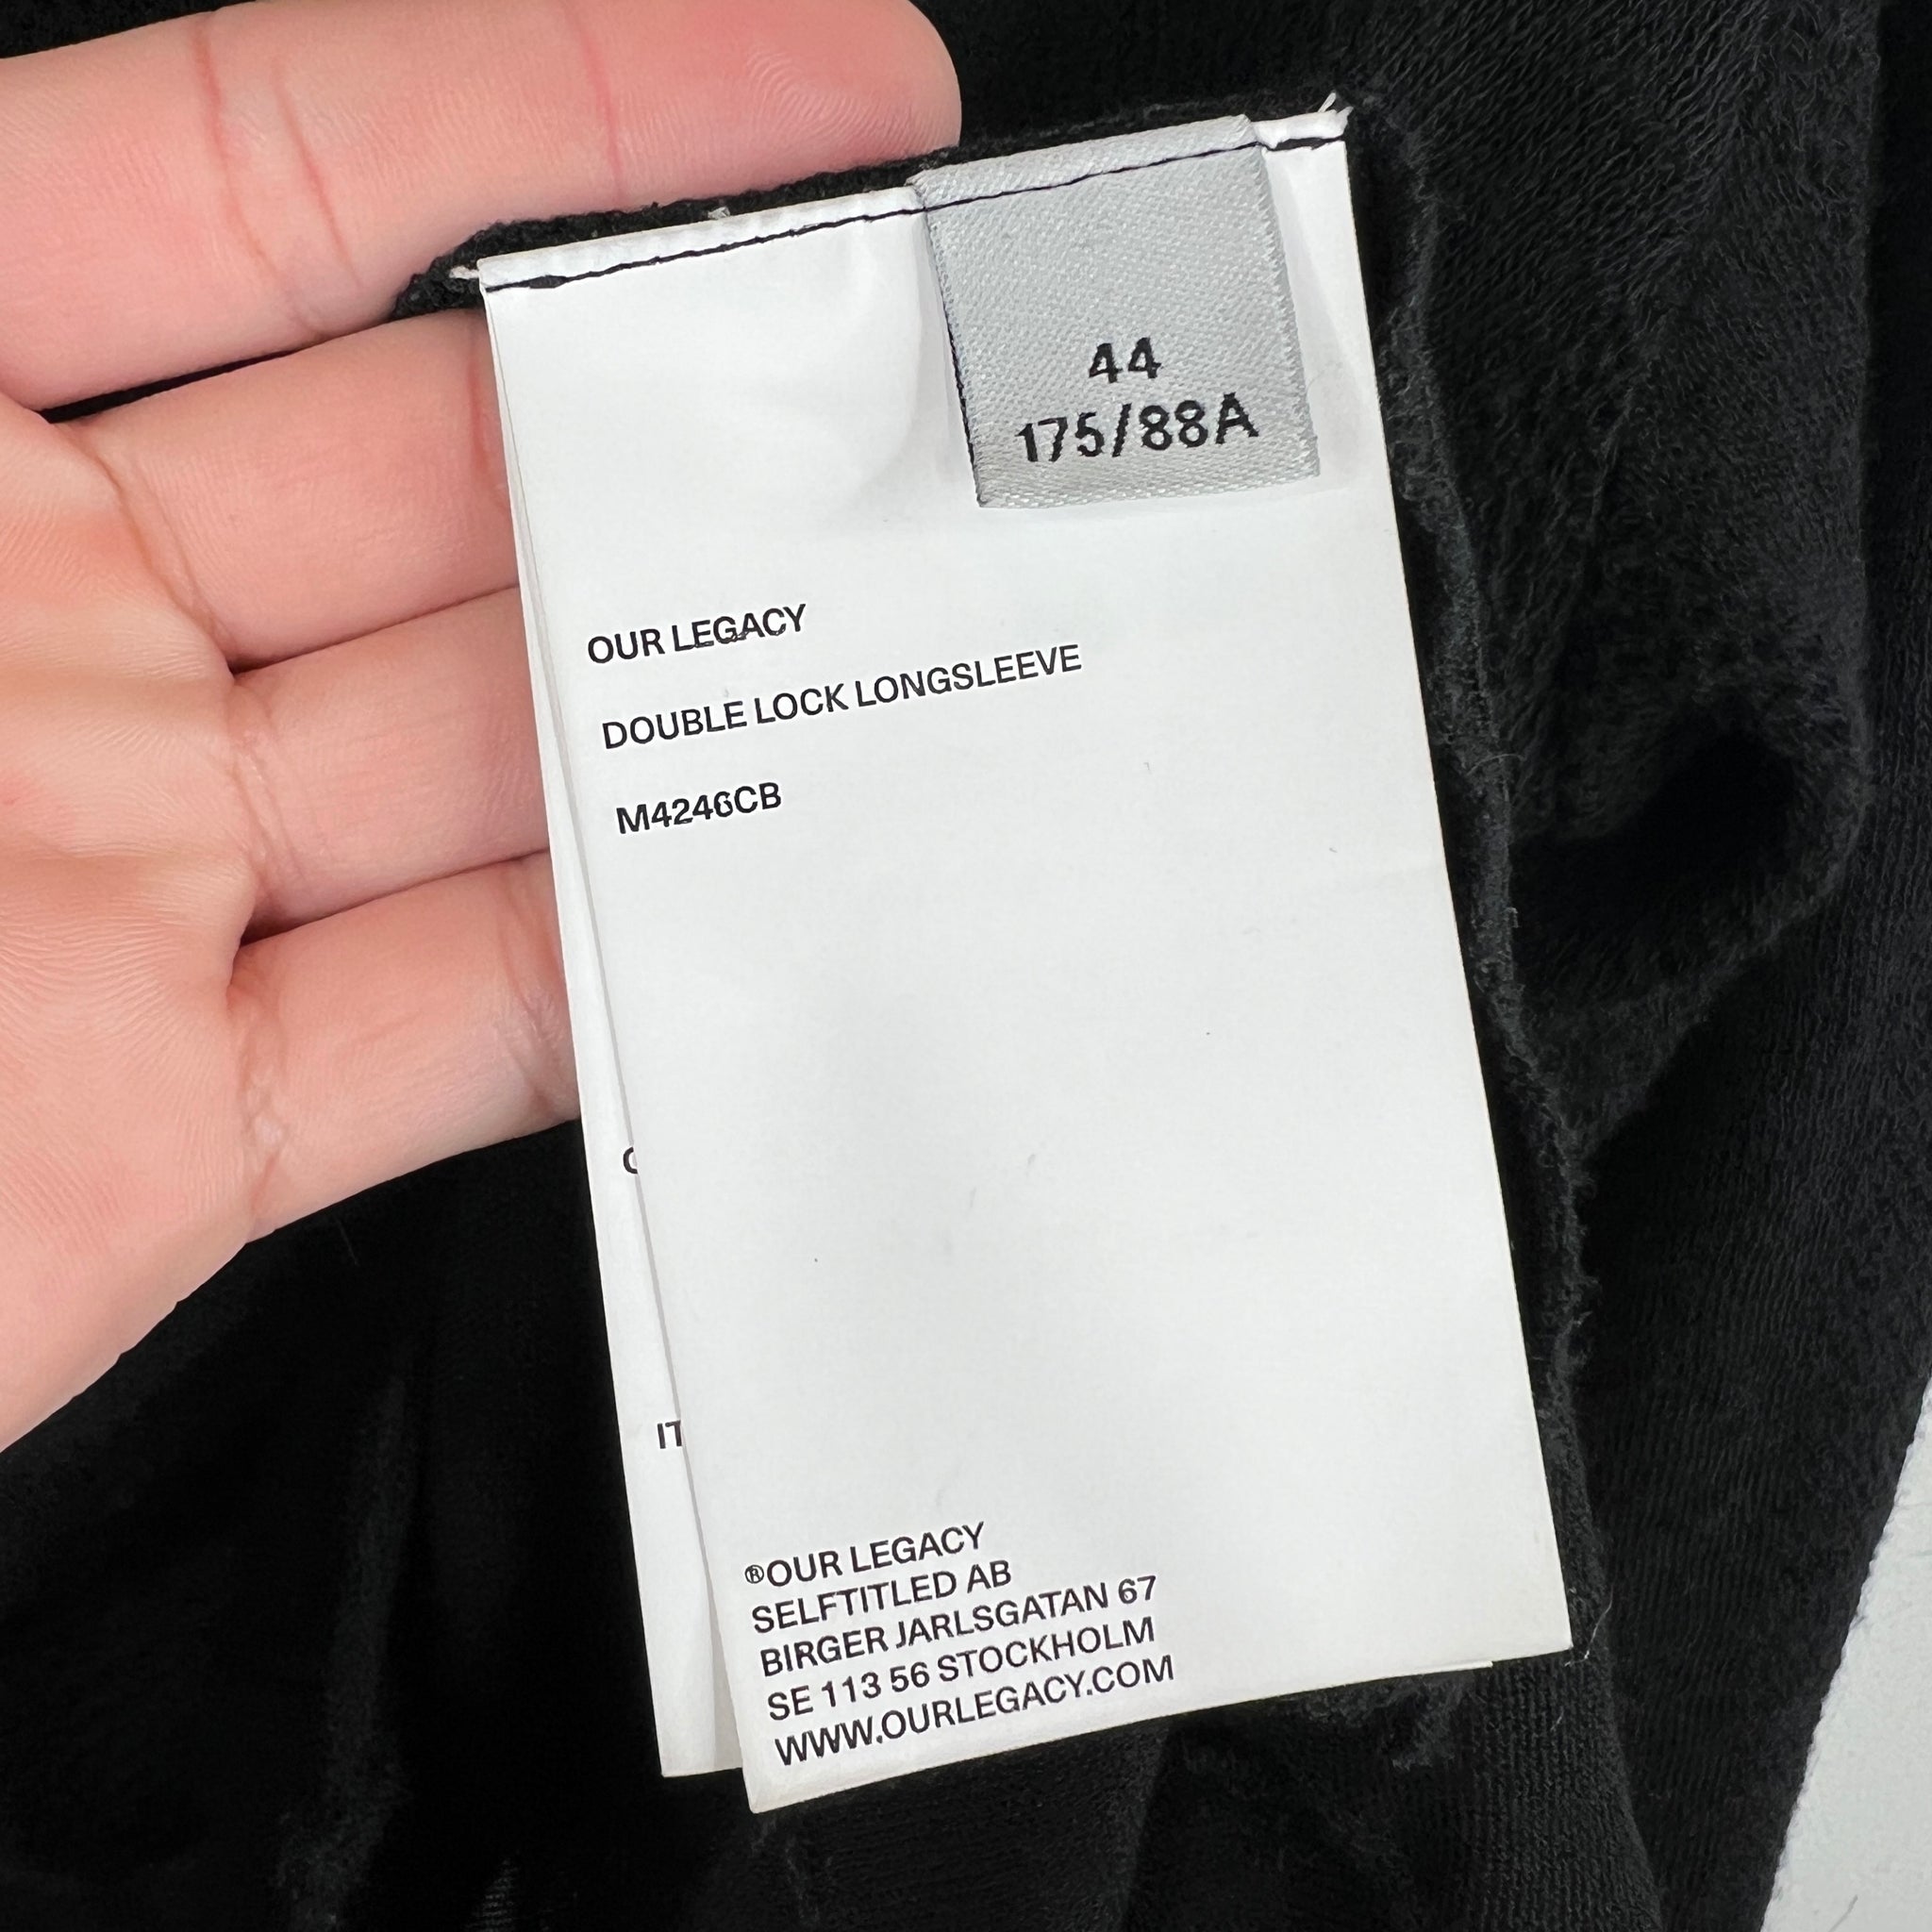 44
175/88A
OUR LEGACY
DOUBLE LOCK LONGSLEEVE
M4246CB
IT
®OUR LEGACY
SELFTITLED AB
BIRGER JARLSGATAN 67
SE 113 56 STOCKHOLM
WWW.OURLEGACY.COM